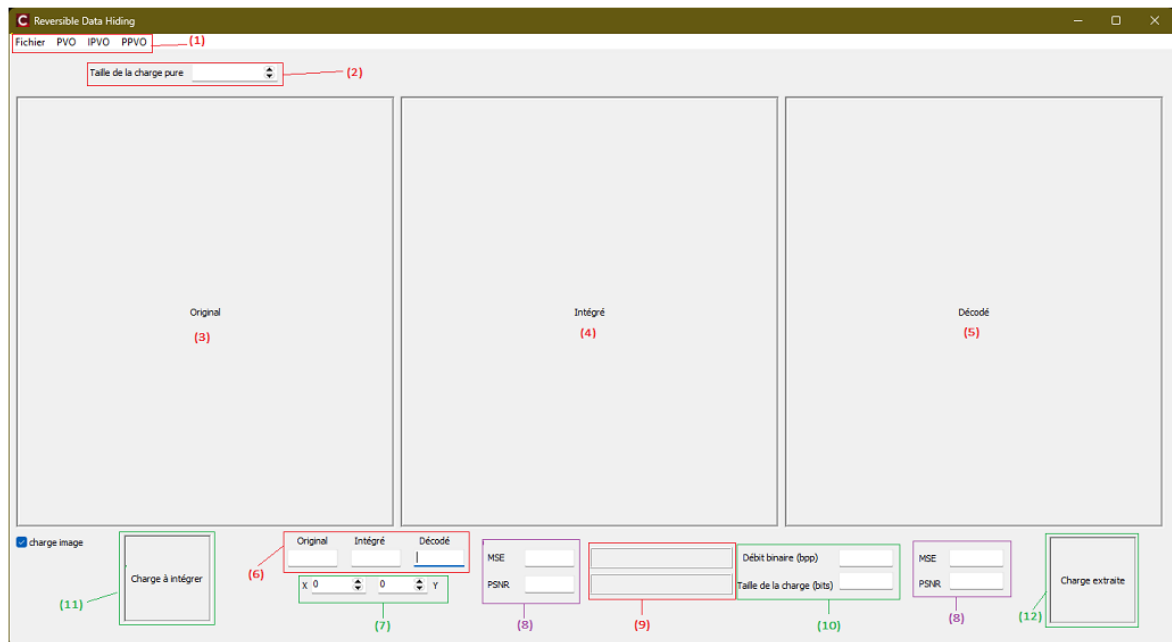 C Reversible Data Hiding
Fichier PVO IPVO PPVO (1)
Taille de la charge pure (2)
Original
(3)
Intégré
(4)
Décodé
(5)
charge image
Charge à intégrer
(11)
Original Intégré Décodé
(6)
X 0 0 Y
(7)
MSE
PSNR
(8)
(9)
Débit binaire (bpp)
Taille de la charge (bits)
(10)
MSE
PSNR
(8)
Charge extraite
(12)